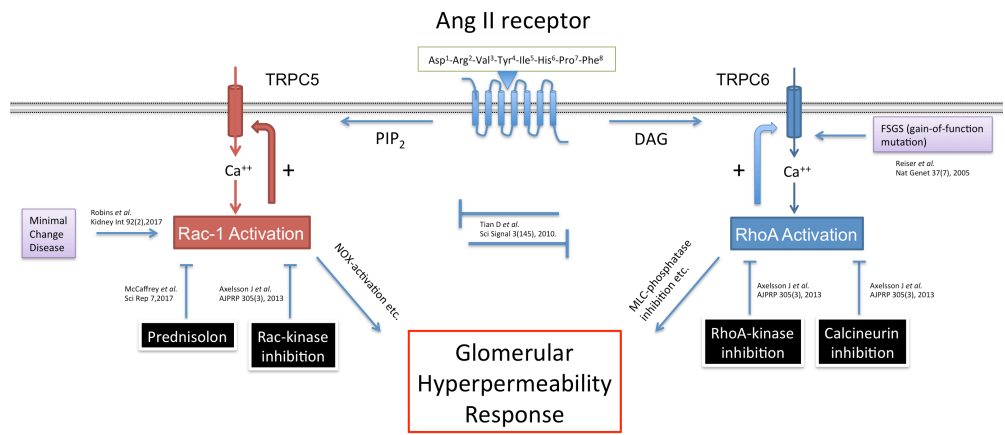 Ang II receptor
Asp¹-Arg²-Val³-Tyr⁴-Ile⁵-His⁶-Pro⁷-Phe⁸
TRPC5
TRPC6
PIP₂
DAG
FSGS (gain-of-function
mutation)
Reiser et al.
Nat Genet 37(7), 2005
Ca⁺⁺
+
+
Ca⁺⁺
Minimal
Change
Disease
Robins et al.
Kidney Int 92(2),2017
Rac-1 Activation
Tian D et al.
Sci Signal 3(145), 2010.
RhoA Activation
NOX-activation etc.
MLC-phosphatase
inhibition etc.
McCaffrey et al.
Sci Rep 7,2017
Axelsson J et al.
AJPRP 305(3), 2013
Axelsson J et al.
AJPRP 305(3), 2013
Axelsson J et al.
AJPRP 305(3), 2013
Prednisolon
Rac-kinase
inhibition
RhoA-kinase
inhibition
Calcineurin
inhibition
Glomerular
Hyperpermeability
Response